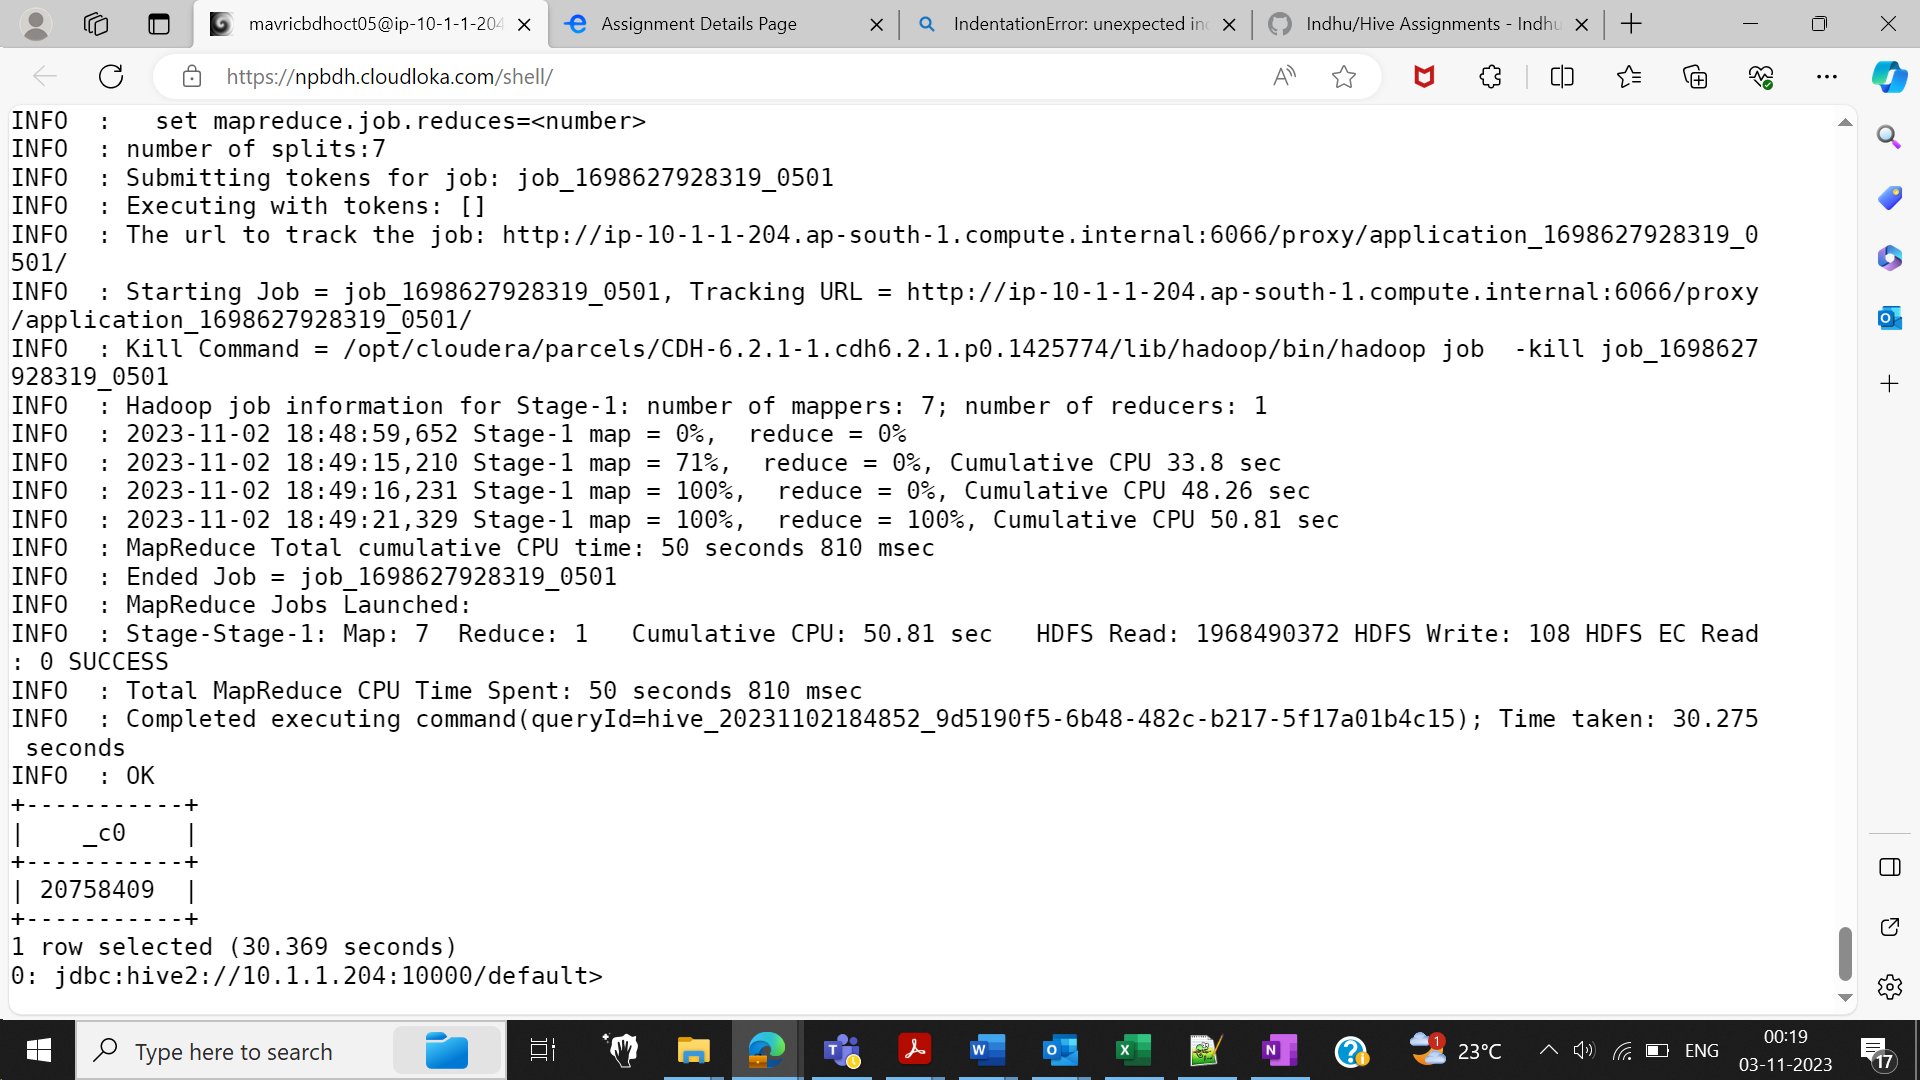 mavricbdhoct05@ip-10-1-1-204
Assignment Details Page
IndentationError: unexpected in
Indhu/Hive Assignments - Indhu
https://npbdh.cloudloka.com/shell/
INFO  :   set mapreduce.job.reduces=<number>
INFO  : number of splits:7
INFO  : Submitting tokens for job: job_1698627928319_0501
INFO  : Executing with tokens: []
INFO  : The url to track the job: http://ip-10-1-1-204.ap-south-1.compute.internal:6066/proxy/application_1698627928319_0
501/
INFO  : Starting Job = job_1698627928319_0501, Tracking URL = http://ip-10-1-1-204.ap-south-1.compute.internal:6066/proxy
/application_1698627928319_0501/
INFO  : Kill Command = /opt/cloudera/parcels/CDH-6.2.1-1.cdh6.2.1.p0.1425774/lib/hadoop/bin/hadoop job  -kill job_1698627
928319_0501
INFO  : Hadoop job information for Stage-1: number of mappers: 7; number of reducers: 1
INFO  : 2023-11-02 18:48:59,652 Stage-1 map = 0%,  reduce = 0%
INFO  : 2023-11-02 18:49:15,210 Stage-1 map = 71%,  reduce = 0%, Cumulative CPU 33.8 sec
INFO  : 2023-11-02 18:49:16,231 Stage-1 map = 100%,  reduce = 0%, Cumulative CPU 48.26 sec
INFO  : 2023-11-02 18:49:21,329 Stage-1 map = 100%,  reduce = 100%, Cumulative CPU 50.81 sec
INFO  : MapReduce Total cumulative CPU time: 50 seconds 810 msec
INFO  : Ended Job = job_1698627928319_0501
INFO  : MapReduce Jobs Launched:
INFO  : Stage-Stage-1: Map: 7  Reduce: 1   Cumulative CPU: 50.81 sec   HDFS Read: 1968490372 HDFS Write: 108 HDFS EC Read
: 0 SUCCESS
INFO  : Total MapReduce CPU Time Spent: 50 seconds 810 msec
INFO  : Completed executing command(queryId=hive_20231102184852_9d5190f5-6b48-482c-b217-5f17a01b4c15); Time taken: 30.275
 seconds
INFO  : OK
+-----------+
|    _c0    |
+-----------+
| 20758409  |
+-----------+
1 row selected (30.369 seconds)
0: jdbc:hive2://10.1.1.204:10000/default>
Type here to search
1
23°C
ENG
00:19
03-11-2023
17